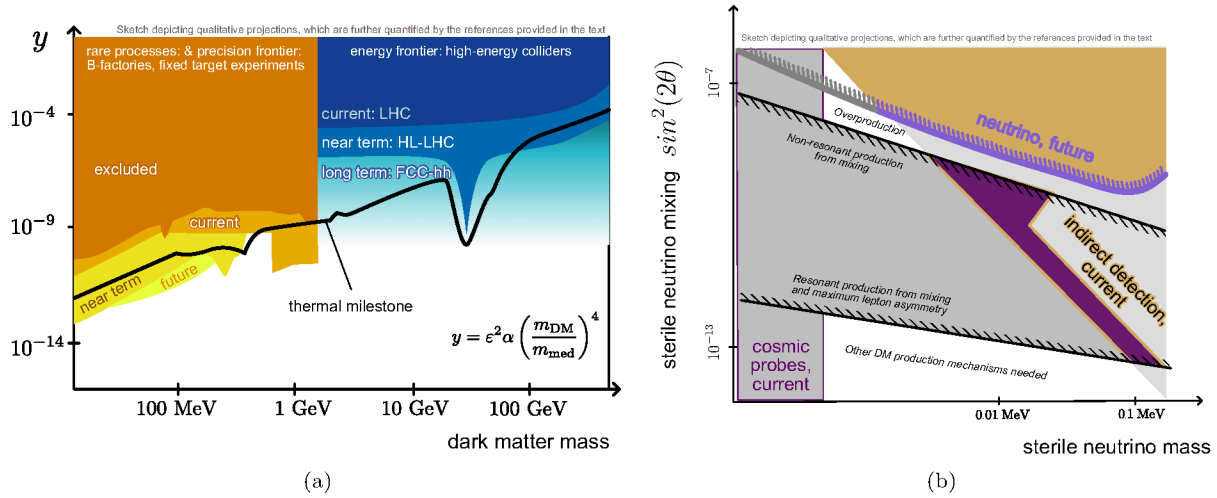 Sketch depicting qualitative projections, which are further quantified by the references provided in the text
y
rare processes: & precision frontier:
B-factories, fixed target experiments
energy frontier: high-energy colliders
10⁻⁴
current: LHC
near term: HL-LHC
excluded
long term: FCC-hh
10⁻⁹
current
near term
future
thermal milestone
10⁻¹⁴
y = ε²α (m_DM / m_med)⁴
100 MeV
1 GeV
10 GeV
100 GeV
dark matter mass
(a)
Sketch depicting qualitative projections, which are further quantified by the references provided in the text
sterile neutrino mixing sin²(2θ)
10⁻⁷
Overproduction
neutrino, future
Non-resonant production
from mixing
indirect detection,
current
Resonant production from mixing
and maximum lepton asymmetry
10⁻¹³
cosmic
probes,
current
Other DM production mechanisms needed
0.01 MeV
0.1 MeV
sterile neutrino mass
(b)